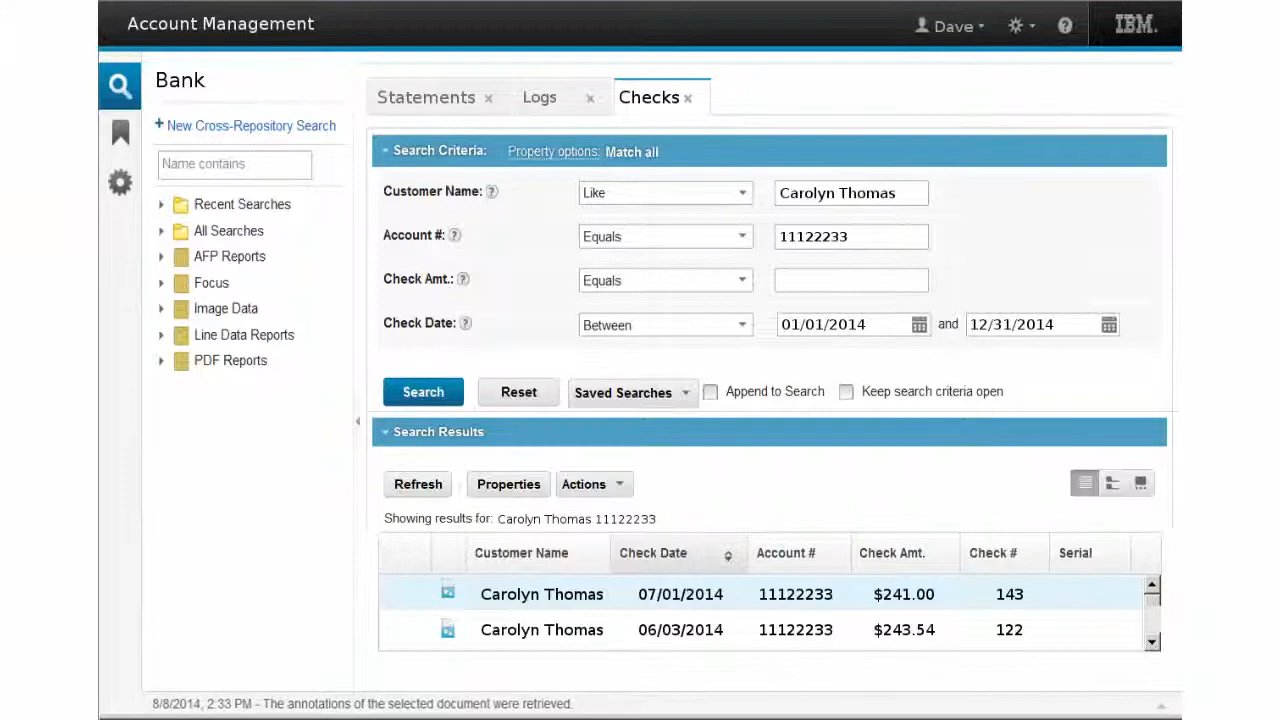 Account Management
Dave
IBM.
Bank
Statements
Logs
Checks
+ New Cross-Repository Search
Name contains
Recent Searches
All Searches
AFP Reports
Focus
Image Data
Line Data Reports
PDF Reports
Search Criteria: Property options: Match all
Customer Name: ? Like Carolyn Thomas
Account #: ? Equals 11122233
Check Amt.: ? Equals
Check Date: ? Between 01/01/2014 and 12/31/2014
Search Reset Saved Searches Append to Search Keep search criteria open
Search Results
Refresh Properties Actions
Showing results for: Carolyn Thomas 11122233
Customer Name Check Date Account # Check Amt. Check # Serial
Carolyn Thomas 07/01/2014 11122233 $241.00 143
Carolyn Thomas 06/03/2014 11122233 $243.54 122
8/8/2014, 2:33 PM - The annotations of the selected document were retrieved.